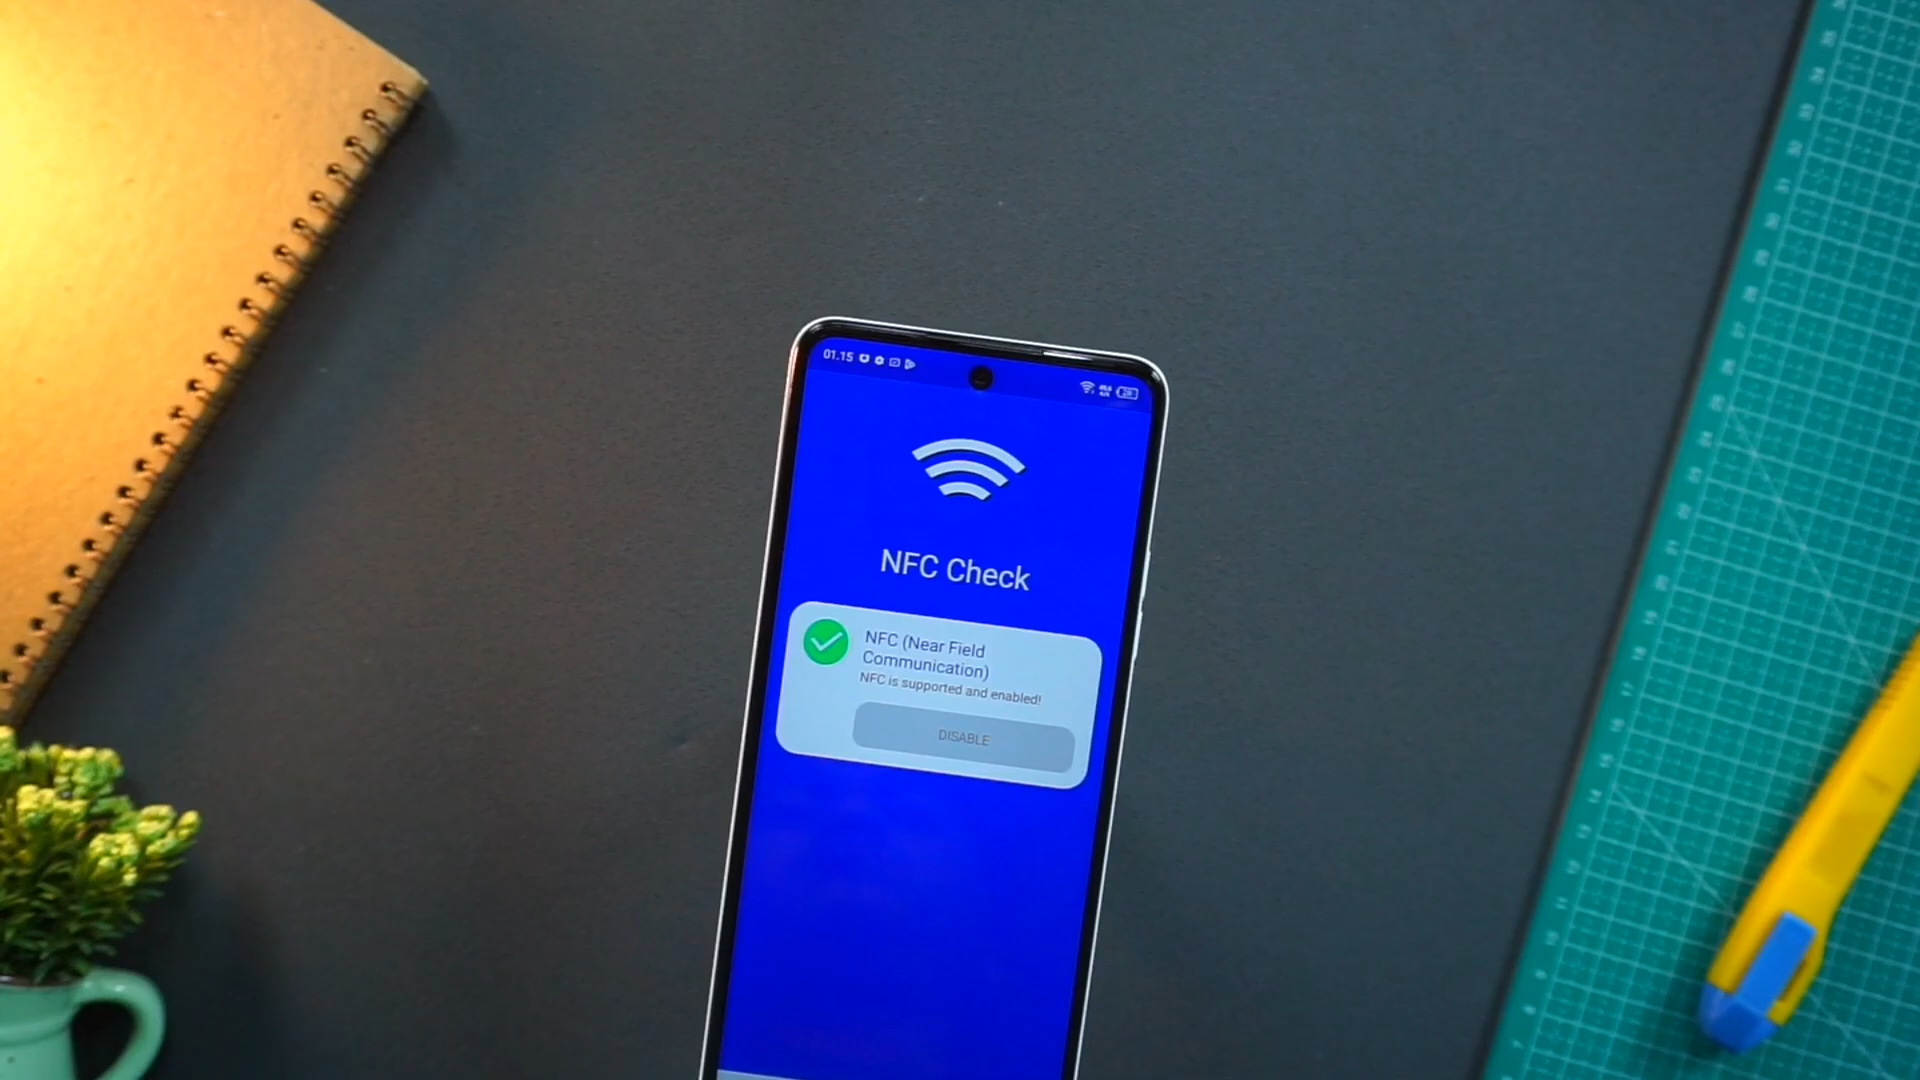 01.15
NFC Check
NFC (Near Field
Communication)
NFC is supported and enabled!
DISABLE